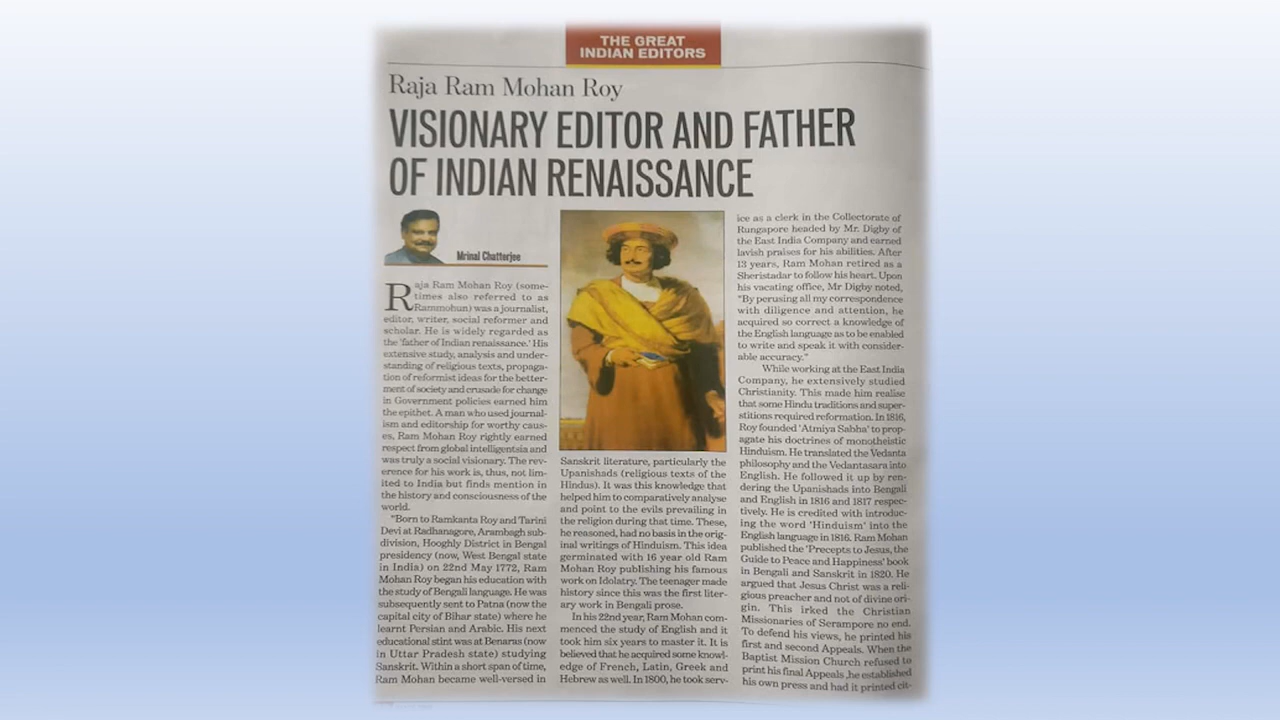 THE GREAT
INDIAN EDITORS
Raja Ram Mohan Roy
VISIONARY EDITOR AND FATHER
OF INDIAN RENAISSANCE
Mrinal Chatterjee
Raja Ram Mohan Roy (some-
times also referred to as
Rammohun) was a journalist,
editor, writer, social reformer and
scholar. He is widely regarded as
the 'father of Indian renaissance.' His
extensive study, analysis and under-
standing of religious texts, propaga-
tion of reformist ideas for the better-
ment of society and crusade for change
in Government policies earned him
the epithet. A man who used journal-
ism and editorship for worthy caus-
es, Ram Mohan Roy rightly earned
respect from global intelligentsia and
was truly a social visionary. The rev-
erence for his work is, thus, not lim-
ited to India but finds mention in
the history and consciousness of the
world.
"Born to Ramkanta Roy and Tarini
Devi at Radhanagore, Arambagh sub-
division, Hooghly District in Bengal
presidency (now, West Bengal state
in India) on 22nd May 1772, Ram
Mohan Roy began his education with
the study of Bengali language. He was
subsequently sent to Patna (now the
capital city of Bihar state) where he
learnt Persian and Arabic. His next
educational stint was at Benaras (now
in Uttar Pradesh state) studying
Sanskrit. Within a short span of time,
Ram Mohan became well-versed in
Sanskrit literature, particularly the
Upanishads (religious texts of the
Hindus). It was this knowledge that
helped him to comparatively analyse
and point to the evils prevailing in
the religion during that time. These,
he reasoned, had no basis in the orig-
inal writings of Hinduism. This idea
germinated with 16 year old Ram
Mohan Roy publishing his famous
work on Idolatry. The teenager made
history since this was the first liter-
ary work in Bengali prose.
In his 22nd year, Ram Mohan com-
menced the study of English and it
took him six years to master it. It is
believed that he acquired some knowl-
edge of French, Latin, Greek and
Hebrew as well. In 1800, he took serv-
ice as a clerk in the Collectorate of
Rungapore headed by Mr. Digby of
the East India Company and earned
lavish praises for his abilities. After
13 years, Ram Mohan retired as a
Sheristadar to follow his heart. Upon
his vacating office, Mr Digby noted,
"By perusing all my correspondence
with diligence and attention, he
acquired so correct a knowledge of
the English language as to be enabled
to write and speak it with consider-
able accuracy."
While working at the East India
Company, he extensively studied
Christianity. This made him realise
that some Hindu traditions and super-
stitions required reformation. In 1816,
Roy founded 'Atmiya Sabha' to prop-
agate his doctrines of monotheistic
Hinduism. He translated the Vedanta
philosophy and the Vedantasara into
English. He followed it up by ren-
dering the Upanishads into Bengali
and English in 1816 and 1817 respec-
tively. He is credited with introduc-
ing the word 'Hinduism' into the
English language in 1816. Ram Mohan
published the 'Precepts to Jesus, the
Guide to Peace and Happiness' book
in Bengali and Sanskrit in 1820. He
argued that Jesus Christ was a reli-
gious preacher and not of divine ori-
gin. This irked the Christian
Missionaries of Serampore no end.
To defend his views, he printed his
first and second Appeals. When the
Baptist Mission Church refused to
print his final Appeals ,he established
his own press and had it printed cit-